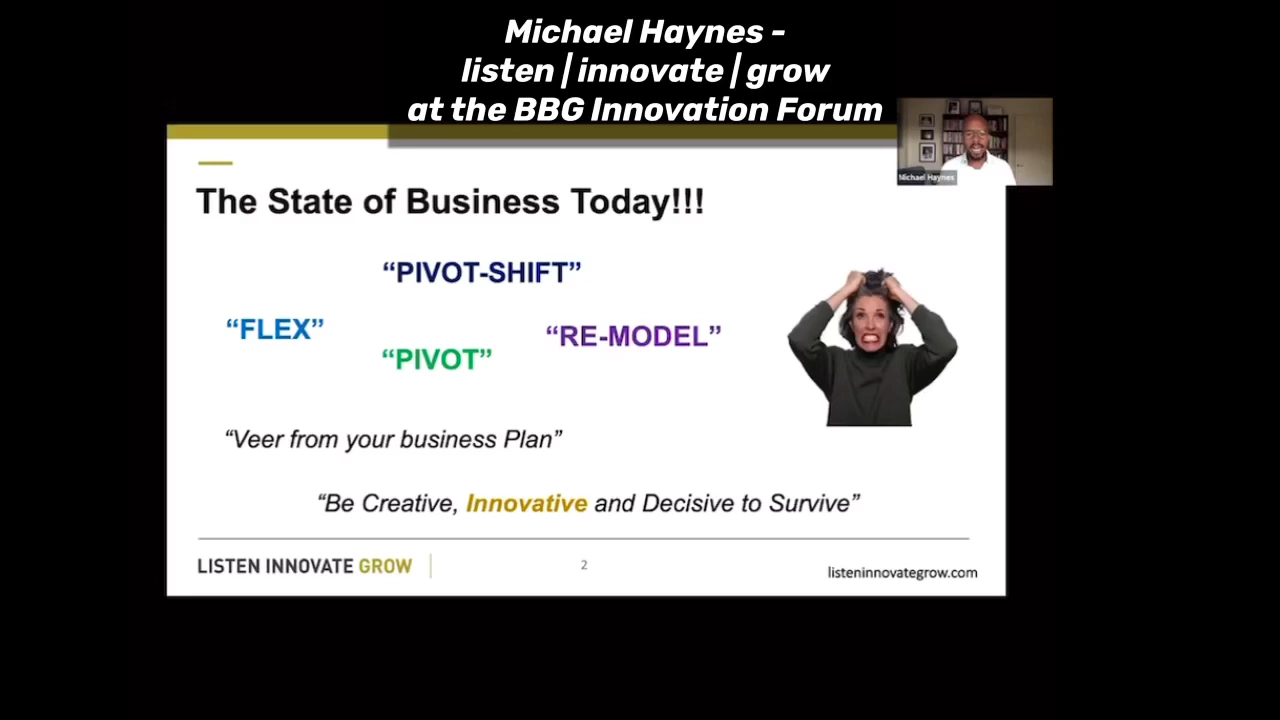 Michael Haynes -
listen | innovate | grow
at the BBG Innovation Forum
Michael Haynes
The State of Business Today!!!
“PIVOT-SHIFT”
“FLEX”
“RE-MODEL”
“PIVOT”
“Veer from your business Plan”
“Be Creative, Innovative and Decisive to Survive”
LISTEN INNOVATE GROW
2
listeninnovategrow.com